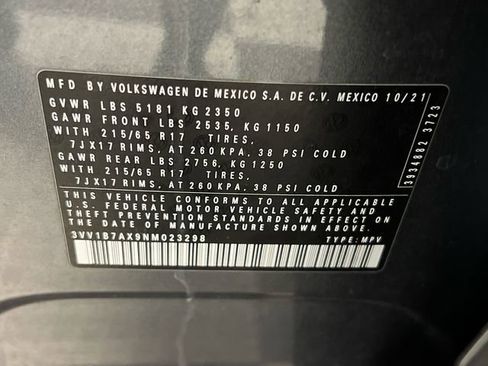 MFD BY VOLKSWAGEN DE MEXICO S.A. DE C.V. MEXICO 10/21
GVWR LBS 5181 KG 2350
GAWR FRONT LBS 2535, KG 1150
WITH 215/65 R17 TIRES,
7JX17 RIMS, AT 260 KPA, 38 PSI COLD
GAWR REAR LBS 2756, KG 1250
WITH 215/65 R17 TIRES,
7JX17 RIMS, AT 260 KPA, 38 PSI COLD
THIS VEHICLE CONFORMS TO ALL APPLICABLE
U.S. FEDERAL MOTOR VEHICLE SAFETY AND
THEFT PREVENTION STANDARDS IN EFFECT ON
THE DATE OF MANUFACTURE SHOWN ABOVE
3VV1B7AX9NM023298 TYPE: MPV
3934882 3723